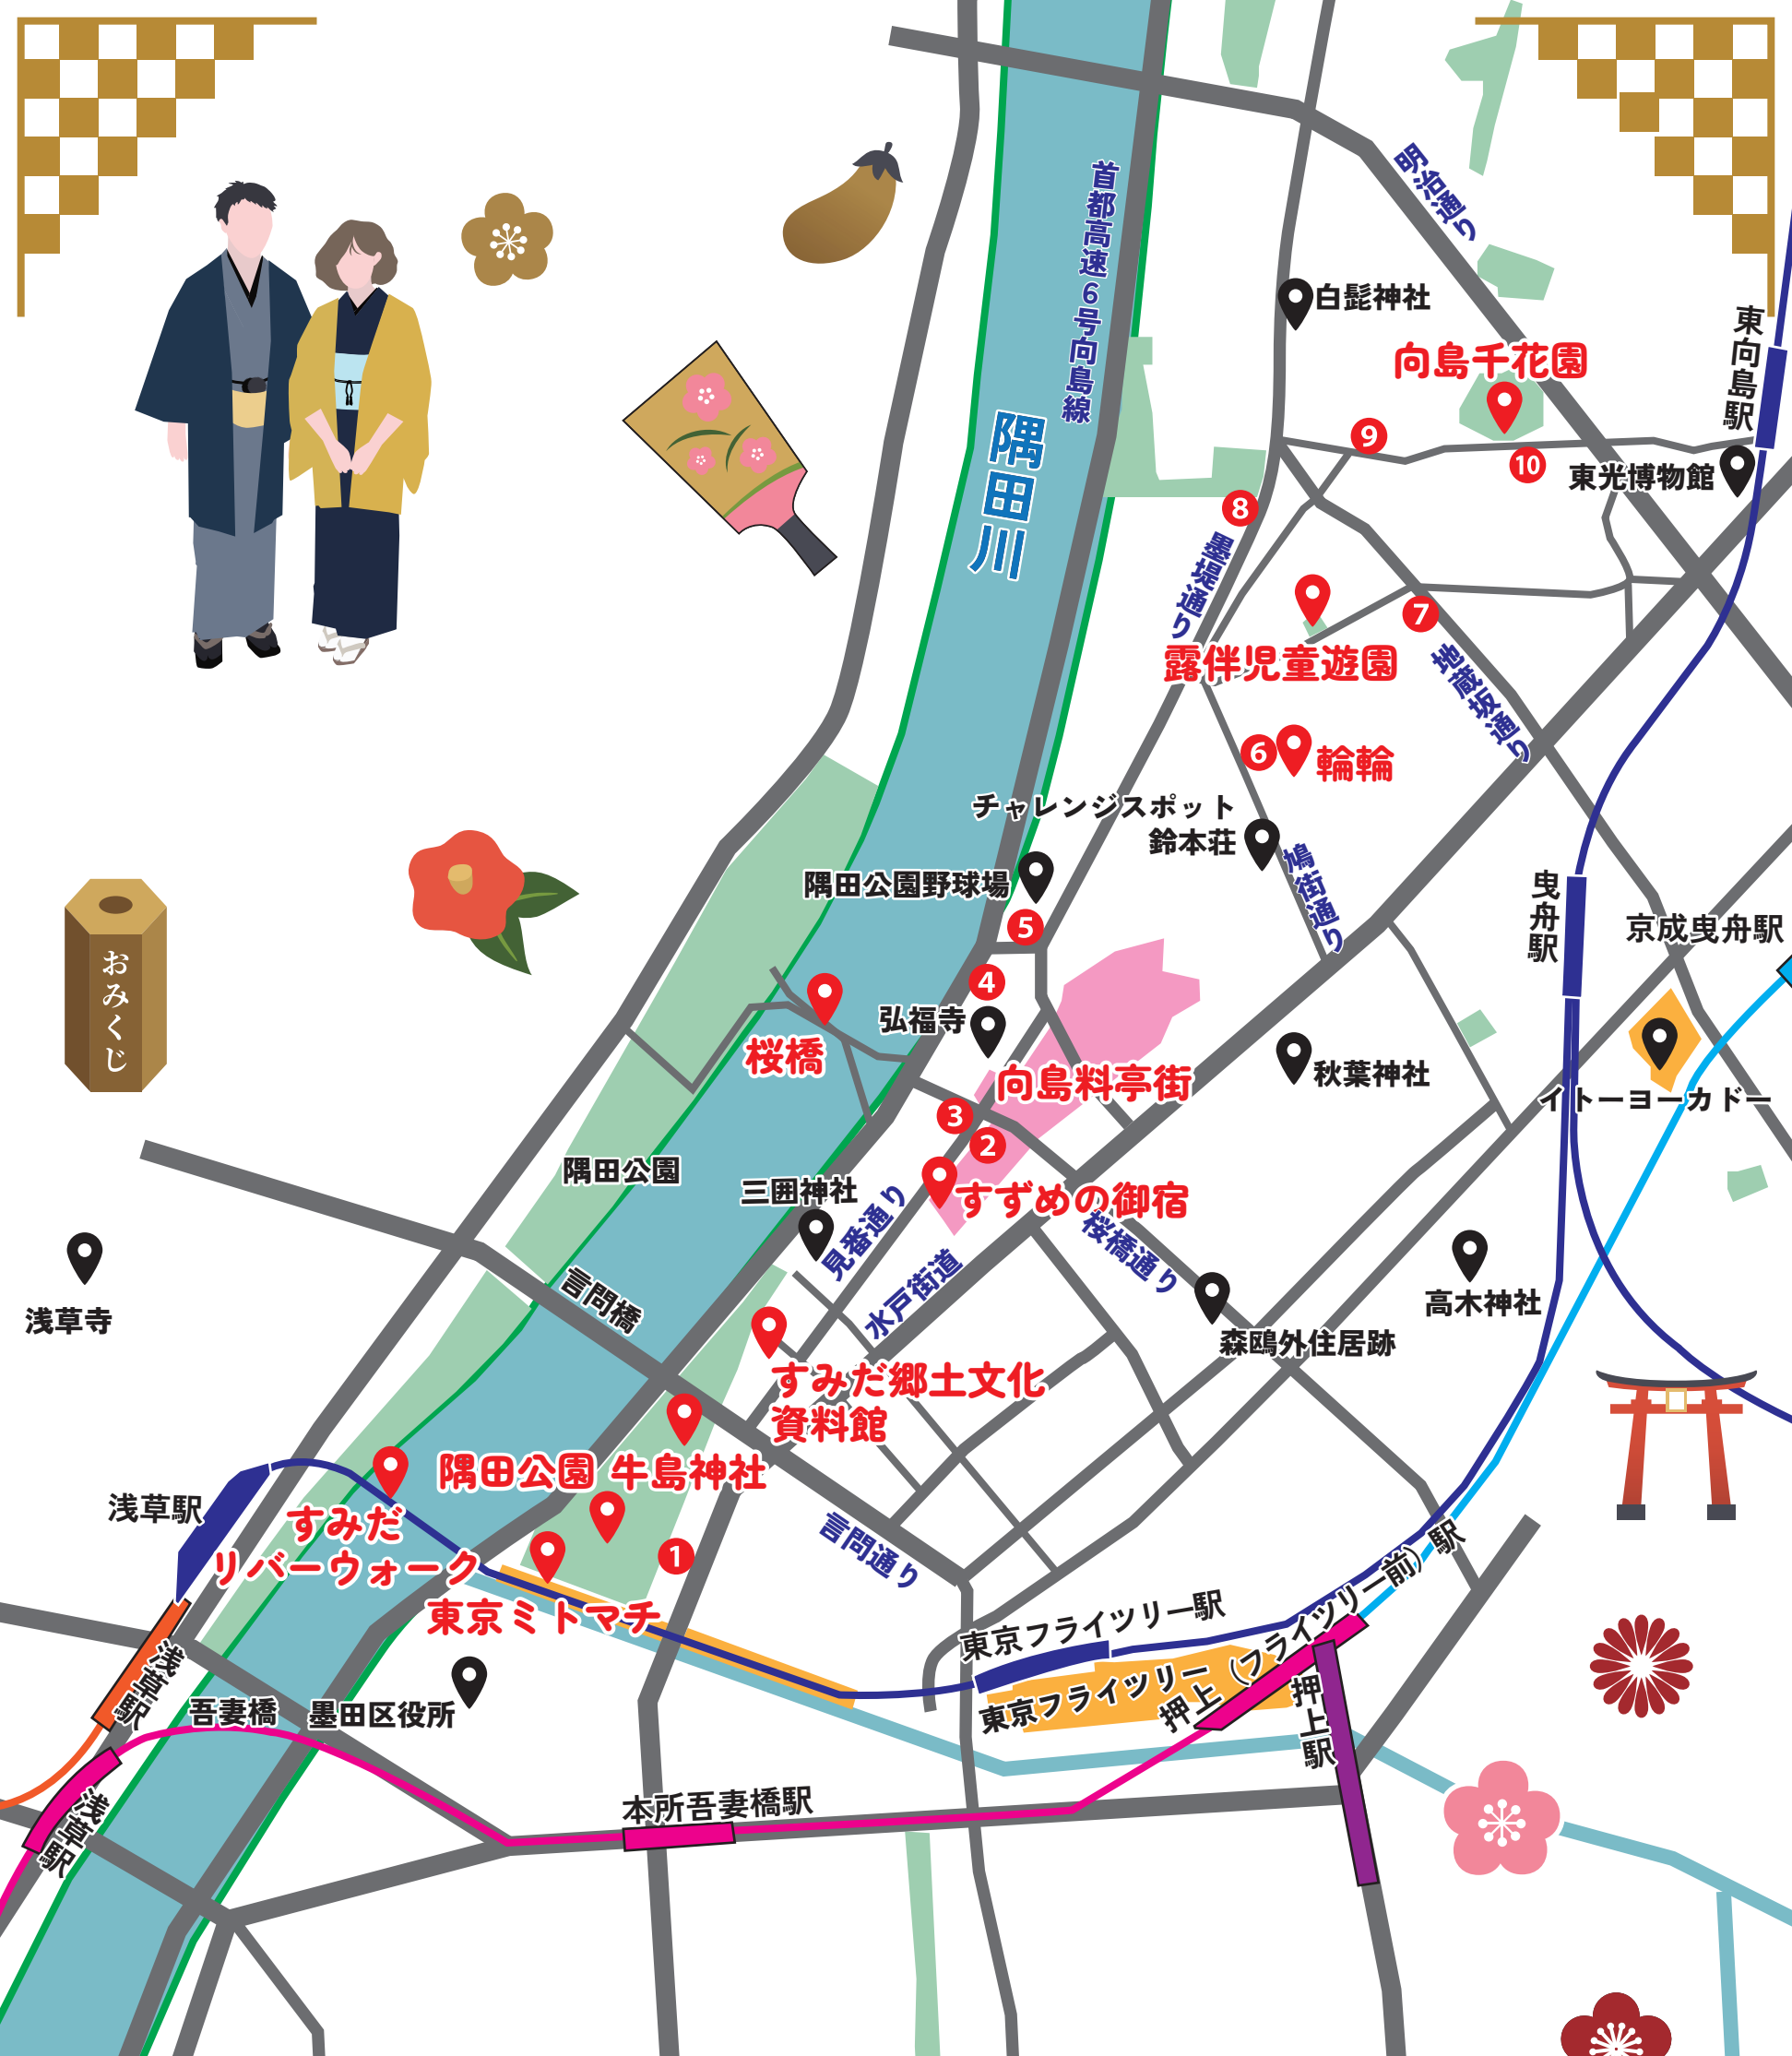 明治通り
首都高速6号向島線
白髭神社
向島千花園
東向島駅
9
10
東光博物館
隅田川
8
墨堤通り
7
露伴児童遊園
地蔵坂通り
6
輪輪
チャレンジスポット
鈴本荘
鳩街通り
隅田公園野球場
5
曳舟駅
京成曳舟駅
おみくじ
4
弘福寺
桜橋
向島料亭街
秋葉神社
イトーヨーカドー
3
2
隅田公園
三囲神社
すずめの御宿
見番通り
桜橋通り
水戸街道
浅草寺
言問橋
高木神社
森鴎外住居跡
すみだ郷土文化
資料館
隅田公園
牛島神社
浅草駅
すみだ
リバーウォーク
1
言問通り
東京ミトマチ
東京フライツリー駅
押上（フライツリー前）駅
東京フライツリー
押上駅
浅草駅
吾妻橋
墨田区役所
浅草駅
本所吾妻橋駅